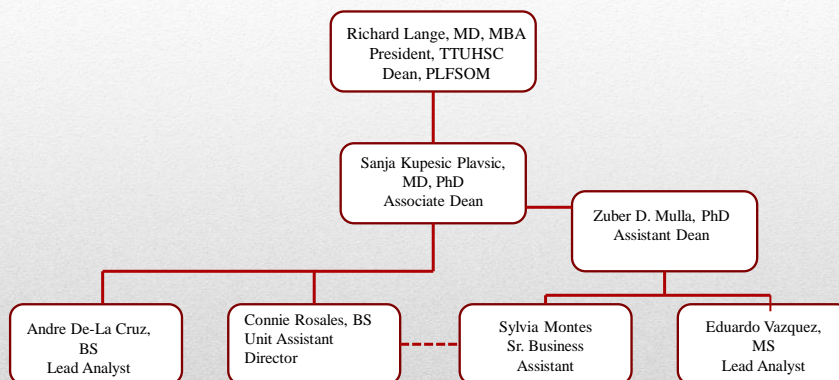 Richard Lange, MD, MBA
President, TTUHSC
Dean, PLFSOM
Sanja Kupesic Plavsic,
MD, PhD
Associate Dean
Zuber D. Mulla, PhD
Assistant Dean
Andre De-La Cruz,
BS
Lead Analyst
Connie Rosales, BS
Unit Assistant
Director
Sylvia Montes
Sr. Business
Assistant
Eduardo Vazquez,
MS
Lead Analyst